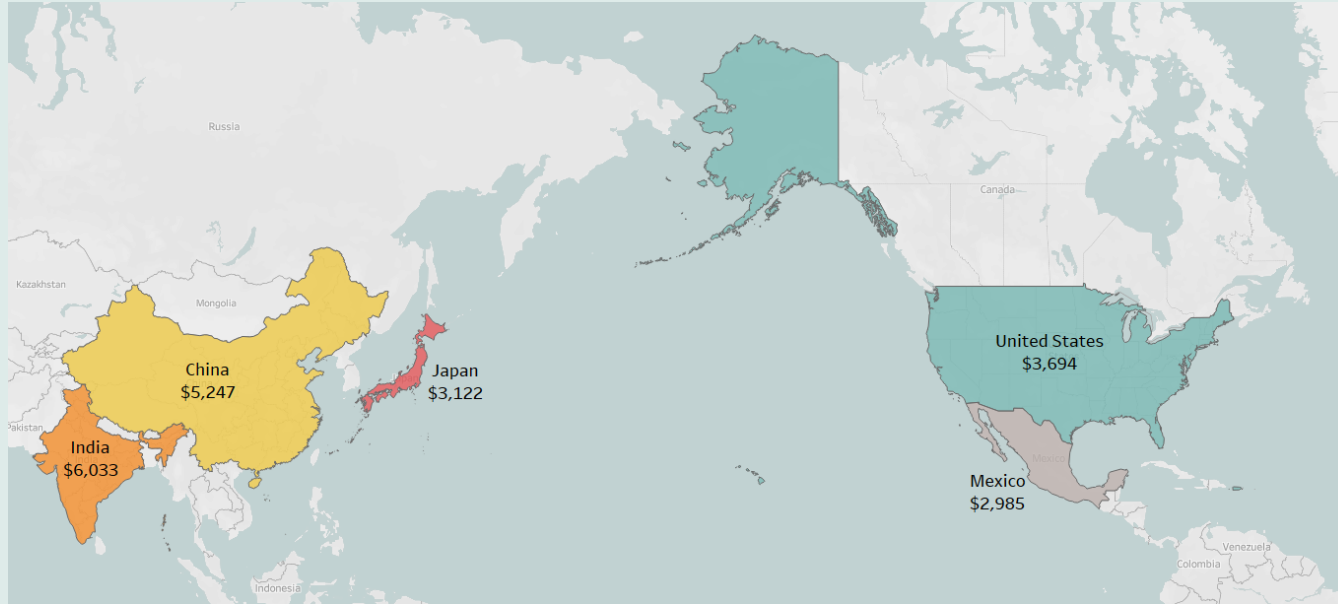 Russia
Canada
Kazakhstan
Mongolia
United States
$3,694
China
$5,247
Japan
$3,122
Pakistan
India
$6,033
Mexico
Mexico
$2,985
Venezuela
Colombia
Indonesia